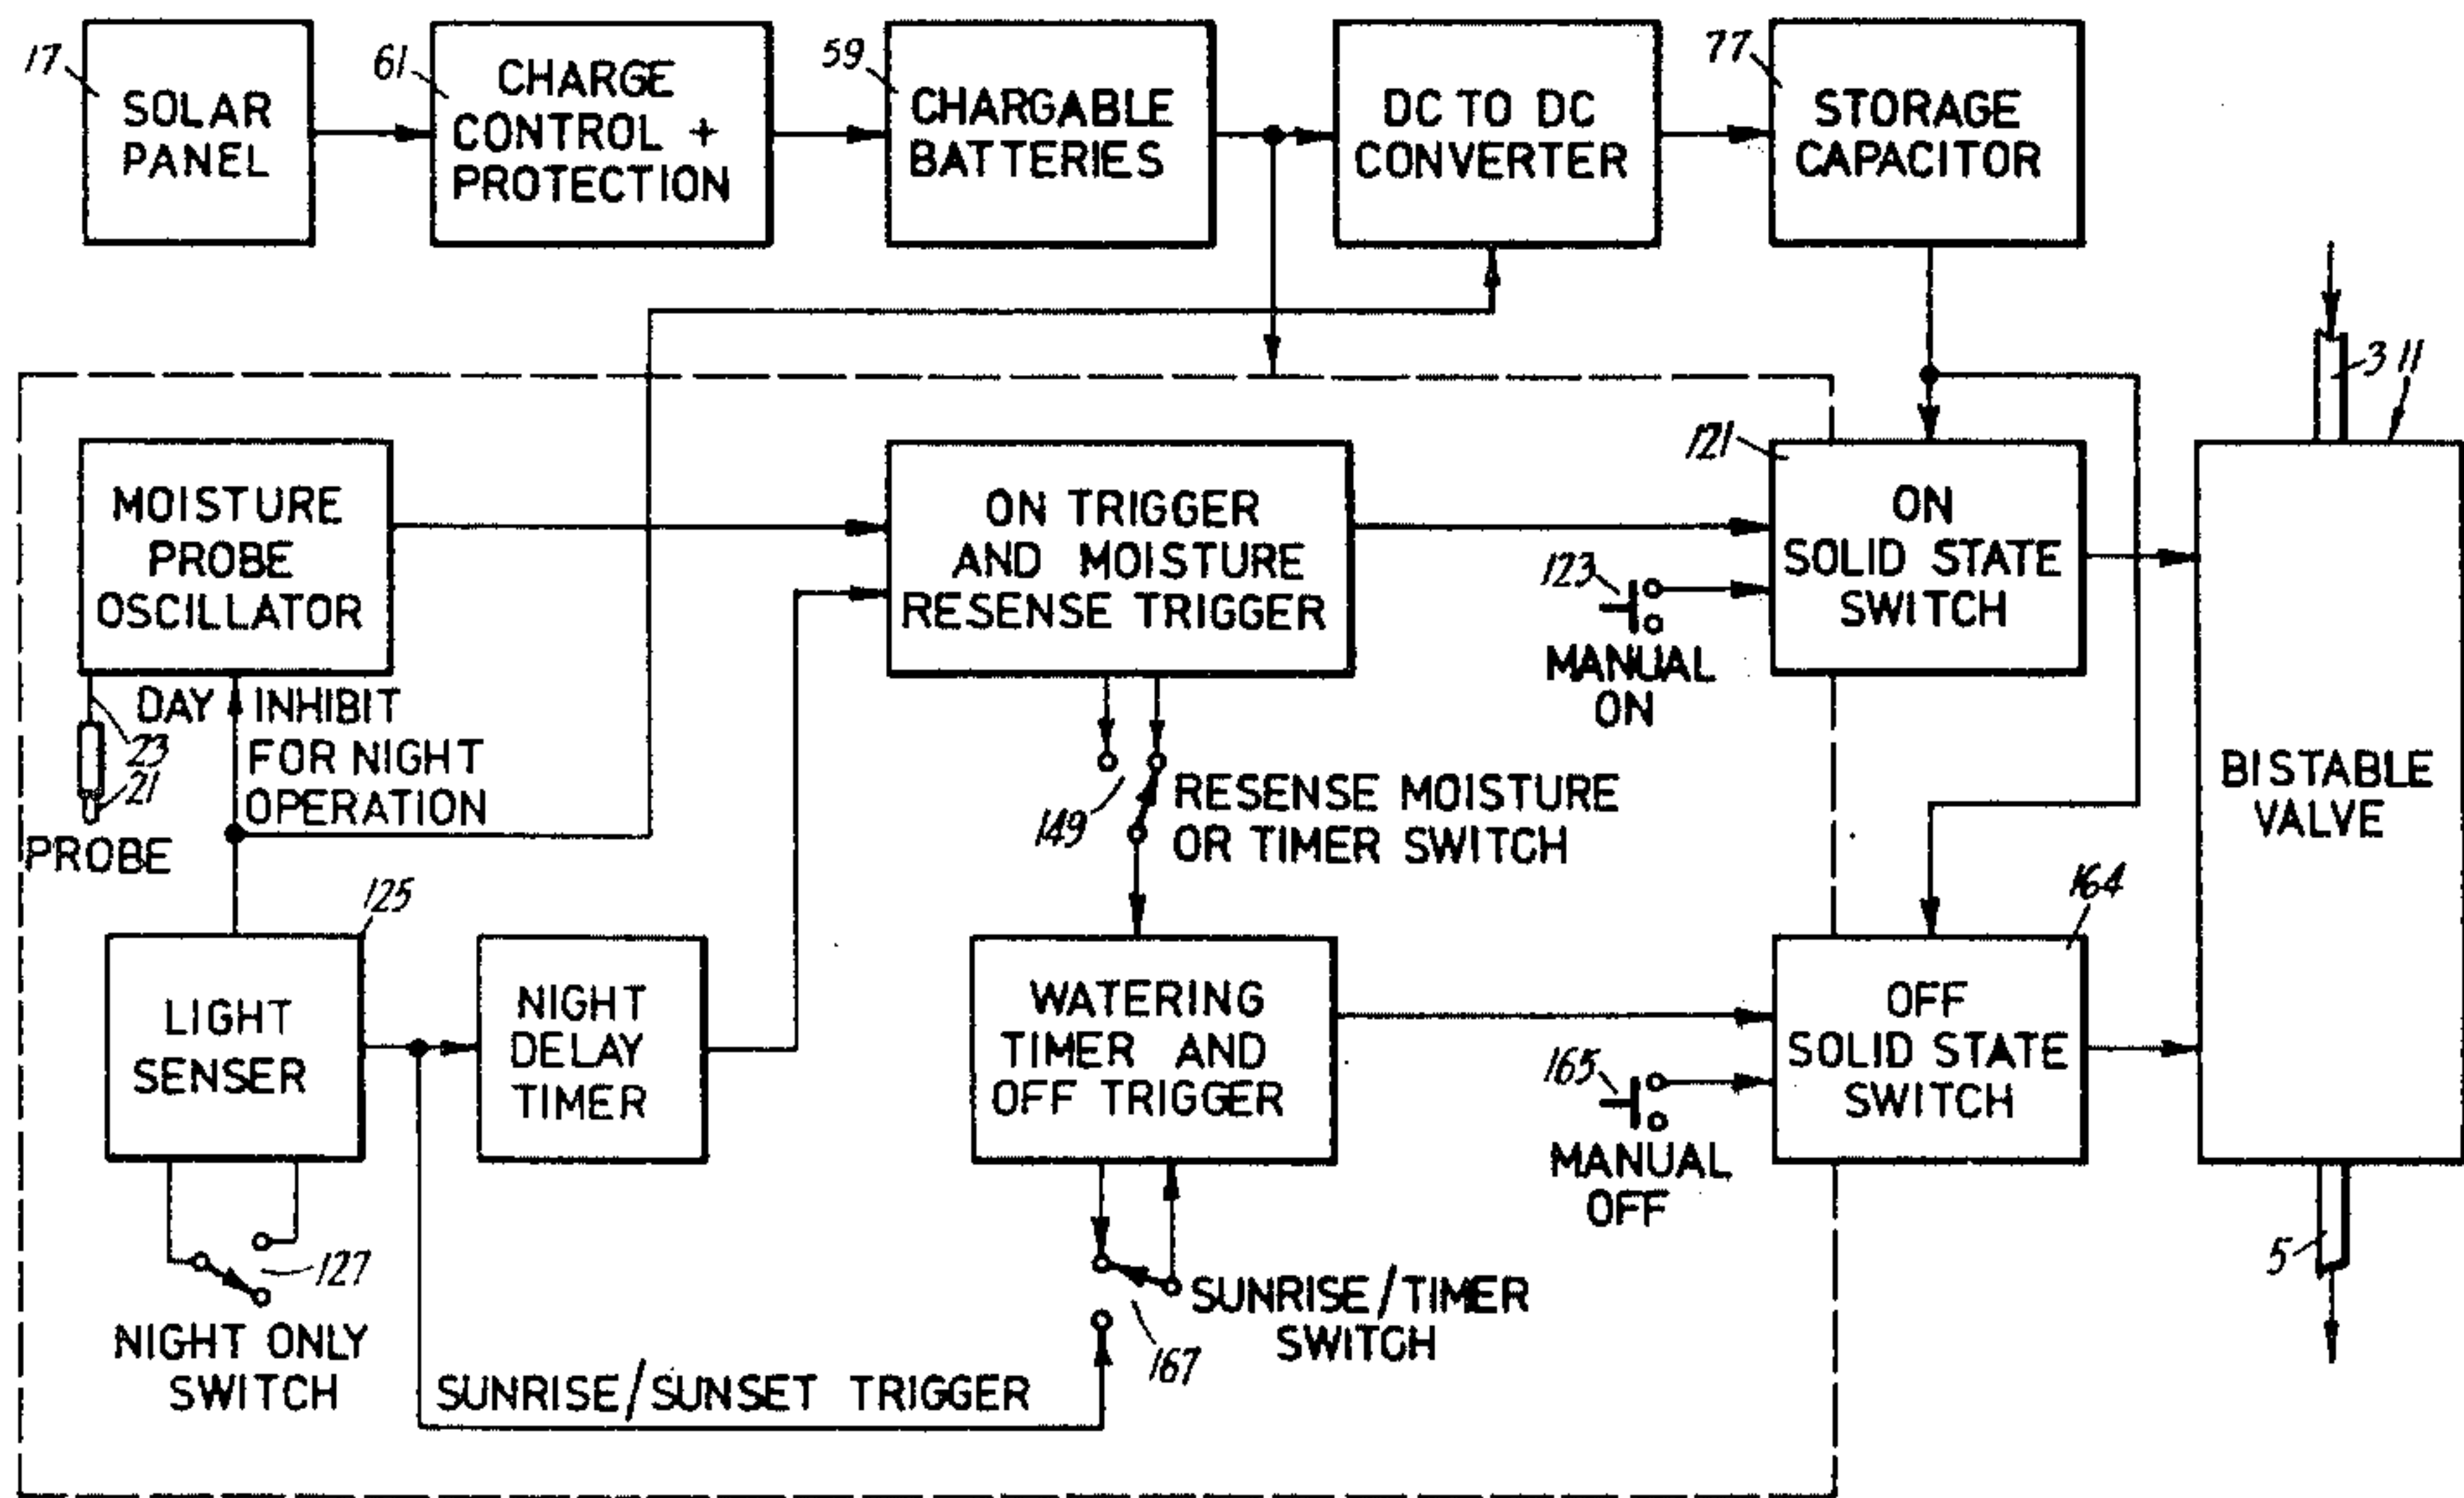 17
SOLAR
PANEL
61
CHARGE
CONTROL +
PROTECTION
59
CHARGABLE
BATTERIES
DC TO DC
CONVERTER
77
STORAGE
CAPACITOR
3
11
MOISTURE
PROBE
OSCILLATOR
ON TRIGGER
AND MOISTURE
RESENSE TRIGGER
121
ON
SOLID STATE
SWITCH
123
MANUAL
ON
DAY INHIBIT
FOR NIGHT
OPERATION
23
21
PROBE
149
RESENSE MOISTURE
OR TIMER SWITCH
BISTABLE
VALVE
125
LIGHT
SENSER
NIGHT
DELAY
TIMER
WATERING
TIMER AND
OFF TRIGGER
164
OFF
SOLID STATE
SWITCH
165
MANUAL
OFF
127
NIGHT ONLY
SWITCH
SUNRISE/TIMER
SWITCH
167
SUNRISE/SUNSET TRIGGER
5